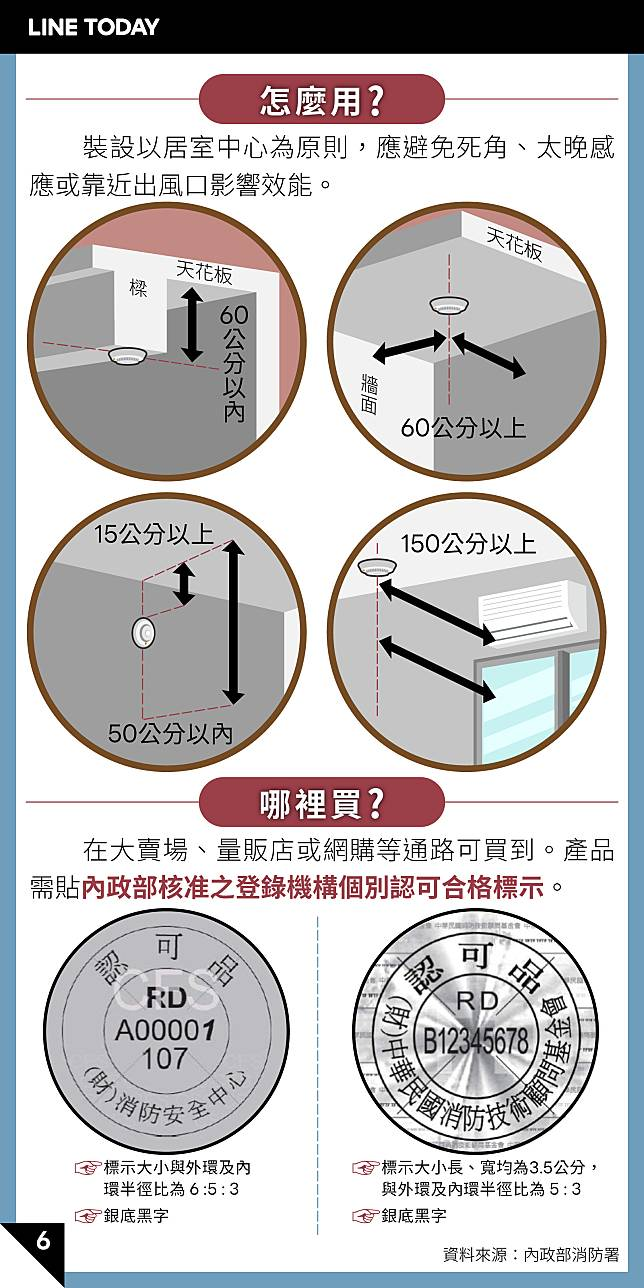 LINE TODAY
怎麼用?
裝設以居室中心為原則，應避免死角、太晚感
應或靠近出風口影響效能。
天花板
樑
60公分以內
天花板
牆面
60公分以上
15公分以上
50公分以內
150公分以上
哪裡買?
在大賣場、量販店或網購等通路可買到。產品
需貼內政部核准之登錄機構個別認可合格標示。
認可品
RD
A00001
107
(財)消防安全中心
認可品
RD
B12345678
(財)中華民國消防技術顧問基金會
標示大小與外環及內
環半徑比為 6:5:3
銀底黑字
標示大小長、寬均為3.5公分，
與外環及內環半徑比為 5:3
銀底黑字
6
資料來源：內政部消防署